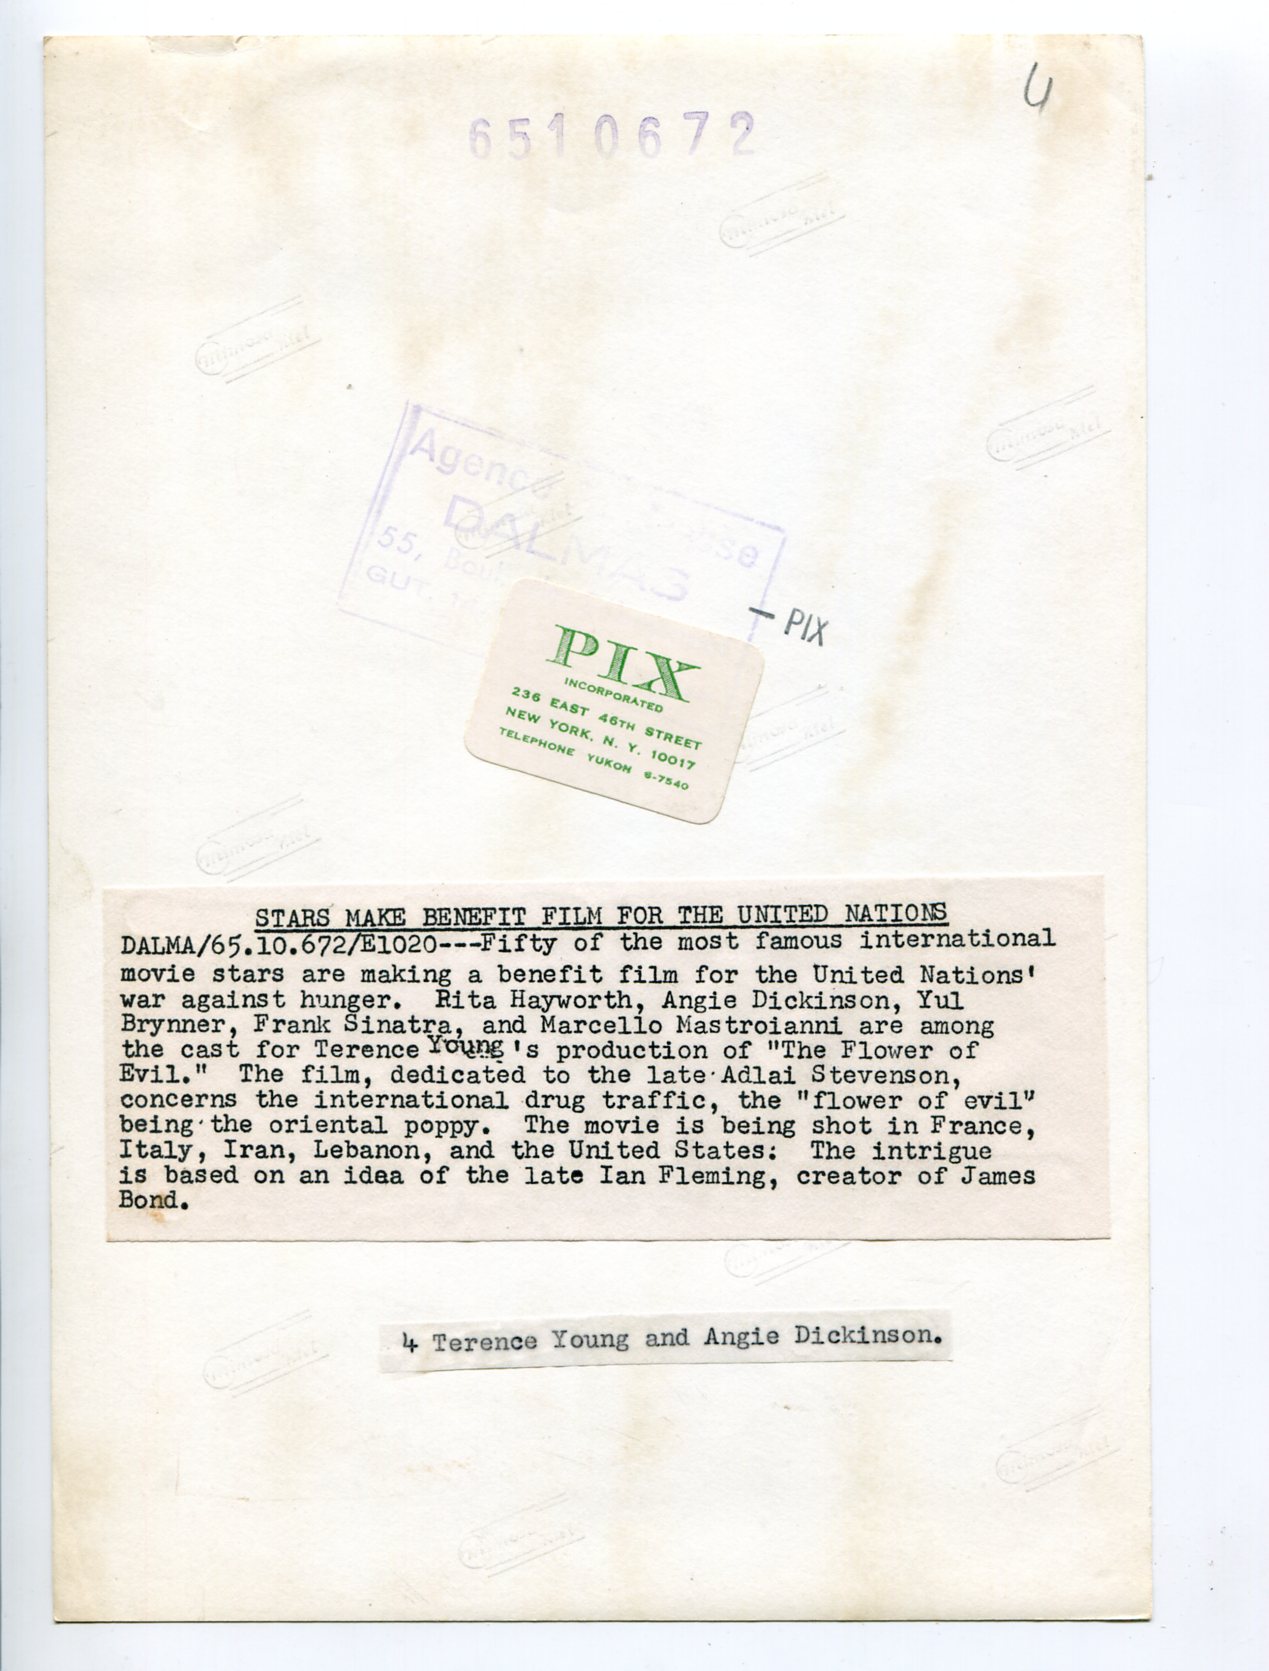 4
6510672
Agence
DALMAS
55,
GUT.
— PIX
PIX
INCORPORATED
236 EAST 46TH STREET
NEW YORK, N. Y. 10017
TELEPHONE YUKON 6-7540
STARS MAKE BENEFIT FILM FOR THE UNITED NATIONS
DALMA/65.10.672/E1020---Fifty of the most famous international
movie stars are making a benefit film for the United Nations'
war against hunger. Rita Hayworth, Angie Dickinson, Yul
Brynner, Frank Sinatra, and Marcello Mastroianni are among
the cast for Terence Young's production of "The Flower of
Evil." The film, dedicated to the late Adlai Stevenson,
concerns the international drug traffic, the "flower of evil"
being the oriental poppy. The movie is being shot in France,
Italy, Iran, Lebanon, and the United States: The intrigue
is based on an idea of the late Ian Fleming, creator of James
Bond.
4 Terence Young and Angie Dickinson.